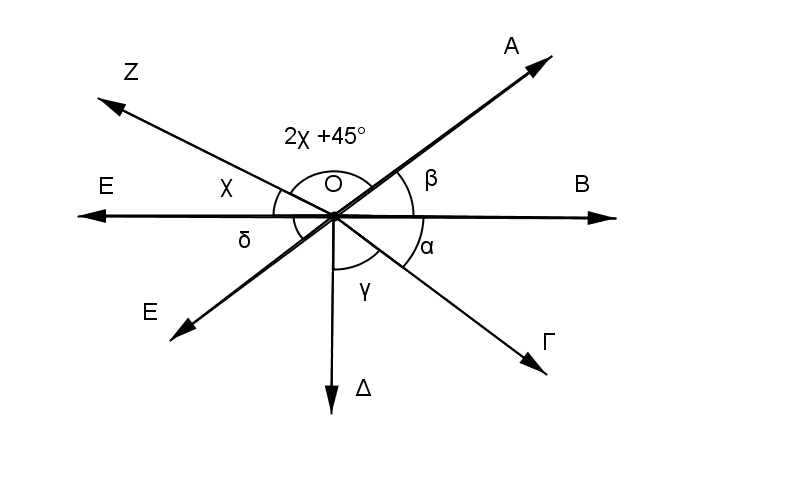 Α
Ζ
2χ +45°
Ε
χ
Ο
β
Β
δ
α
γ
Ε
Γ
Δ